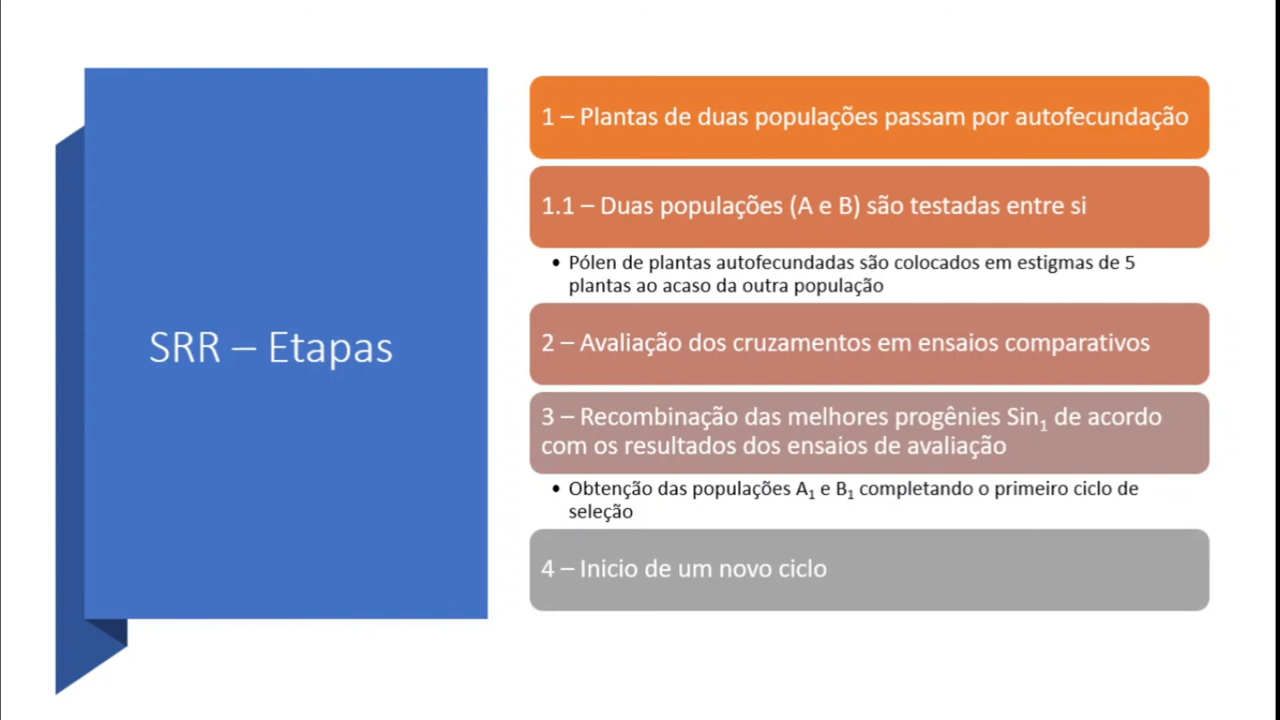 SRR – Etapas
1 – Plantas de duas populações passam por autofecundação
1.1 – Duas populações (A e B) são testadas entre si
• Pólen de plantas autofecundadas são colocados em estigmas de 5
plantas ao acaso da outra população
2 – Avaliação dos cruzamentos em ensaios comparativos
3 – Recombinação das melhores progênies Sin₁ de acordo
com os resultados dos ensaios de avaliação
• Obtenção das populações A₁ e B₁ completando o primeiro ciclo de
seleção
4 – Inicio de um novo ciclo